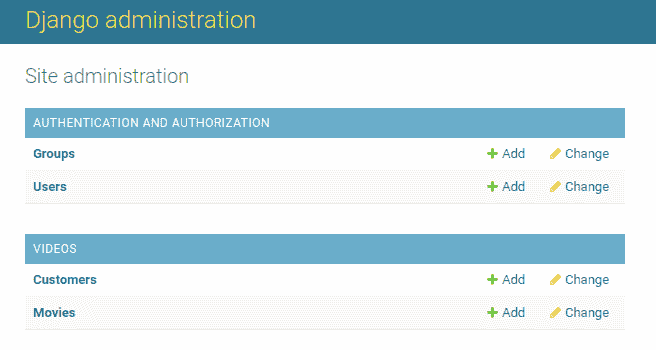 Django administration
Site administration
AUTHENTICATION AND AUTHORIZATION
Groups Add Change
Users Add Change
VIDEOS
Customers Add Change
Movies Add Change